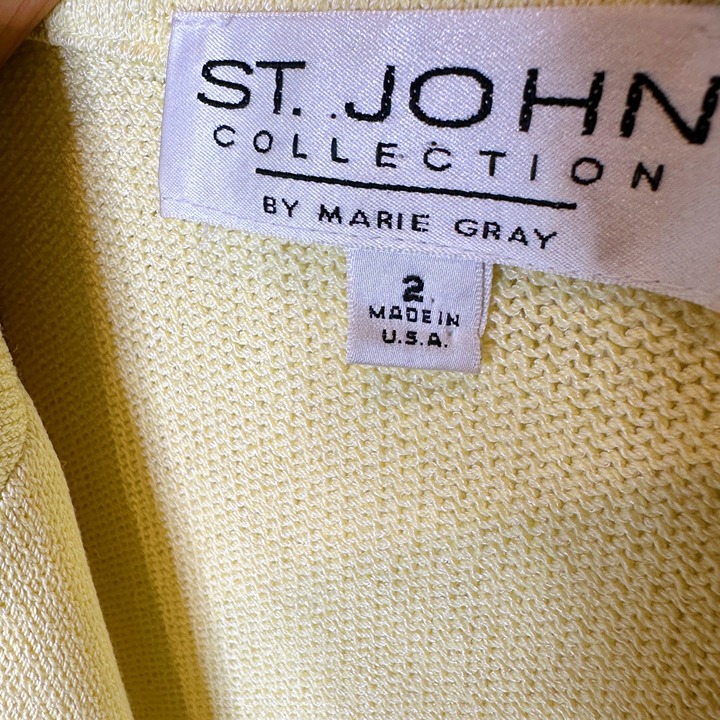 ST. JOHN
COLLECTION
BY MARIE GRAY
2
MADE IN
U.S.A.